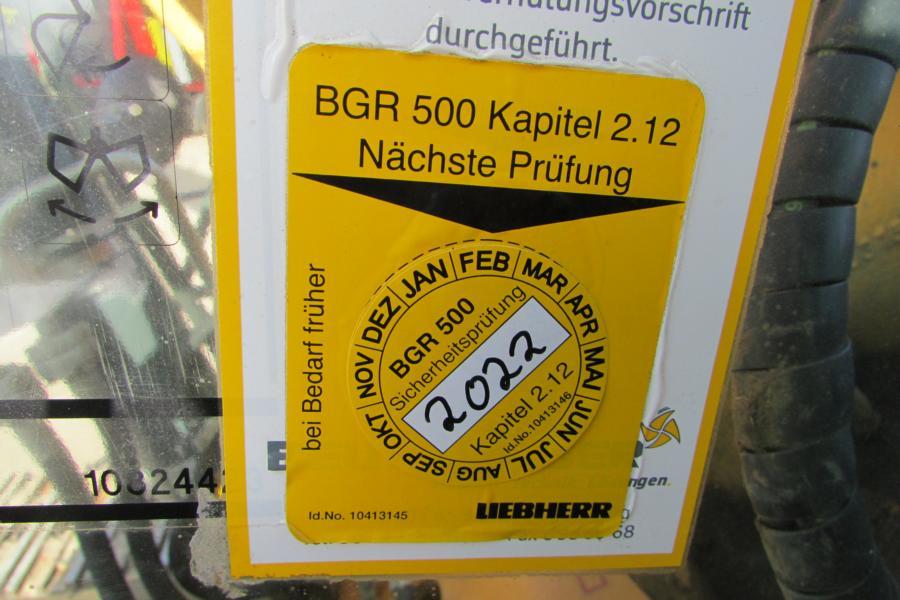 durchgeführt.
BGR 500 Kapitel 2.12
Nächste Prüfung
bei Bedarf früher
JAN FEB MAR APR MAI JUN JUL AUG SEP OKT NOV DEZ
BGR 500
Sicherheitsprüfung
2022
Kapitel 2.12
Id.No.10413146
Id.No. 10413145
LIEBHERR